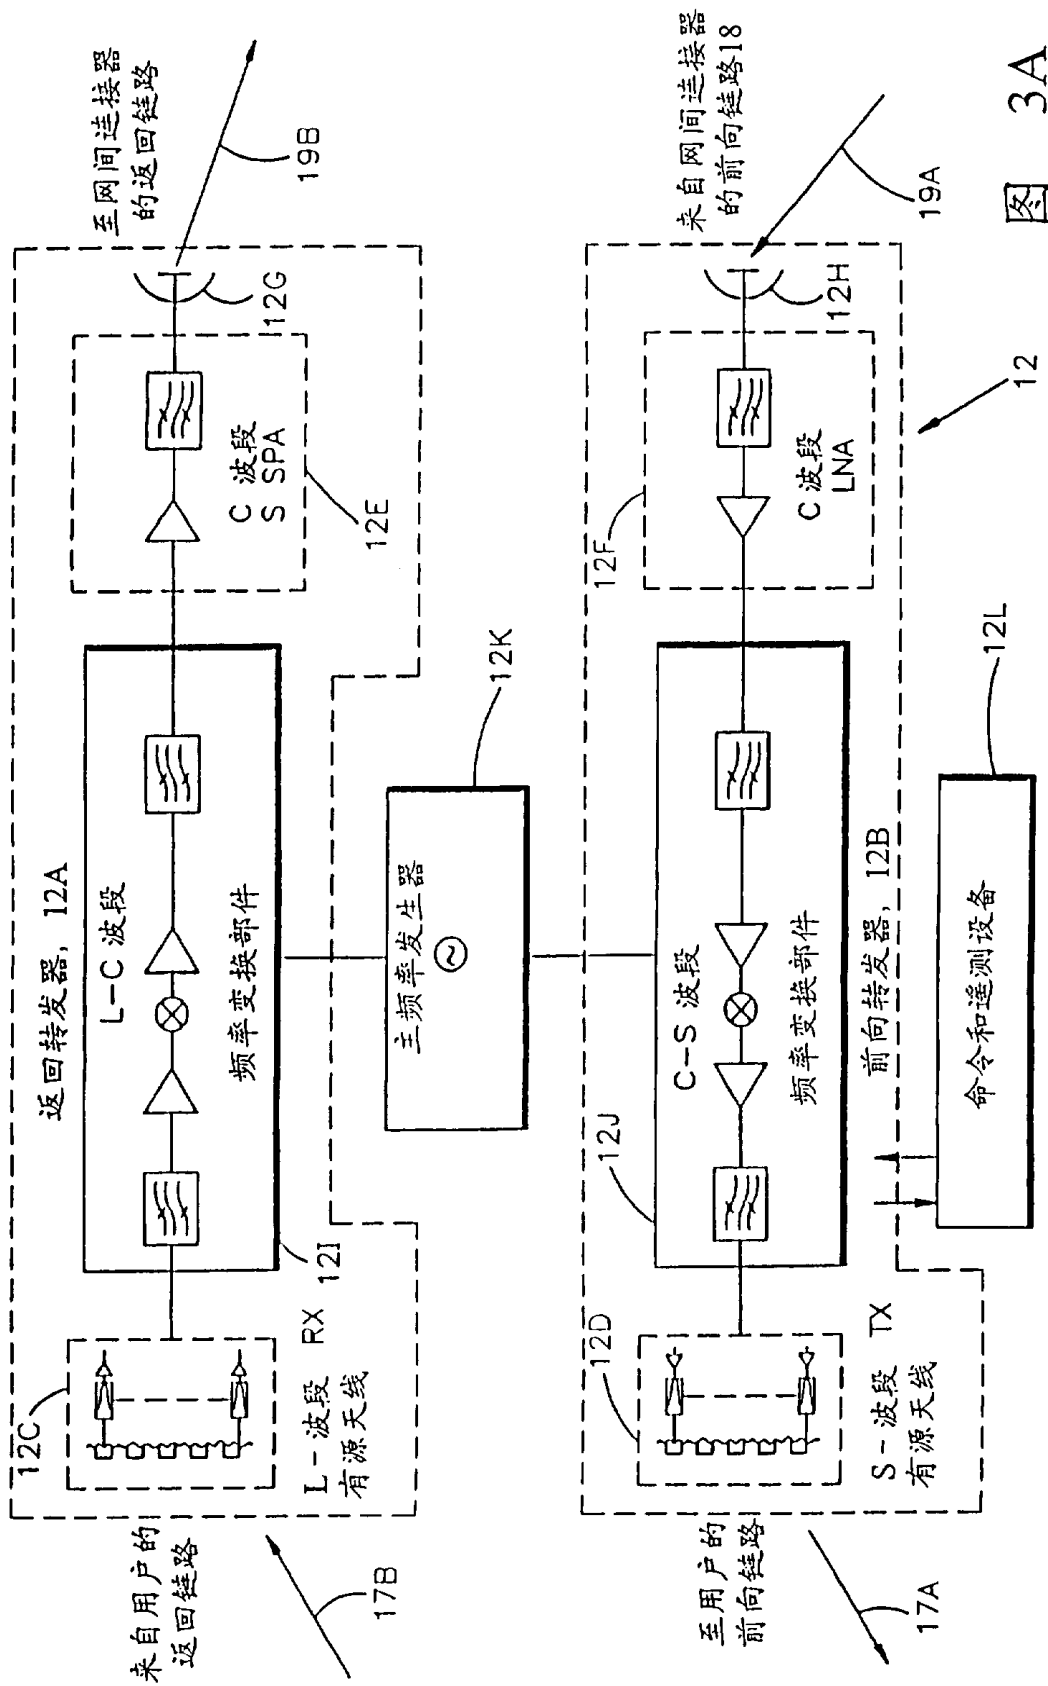 来自用户的
返回链路
17B
12C
L-波段 RX
有源天线
返回转发器, 12A
L-C 波段
频率变换部件
12I
C 波段
S SPA
12E
12G
至网间连接器
的返回链路
19B
主频率发生器
12K
至用户的
前向链路
17A
12D
S-波段 TX
有源天线
12J
C-S 波段
频率变换部件
前向转发器, 12B
12F
C 波段
LNA
12H
来自网间连接器
的前向链路18
19A
12
命令和遥测设备
12L
图 3A